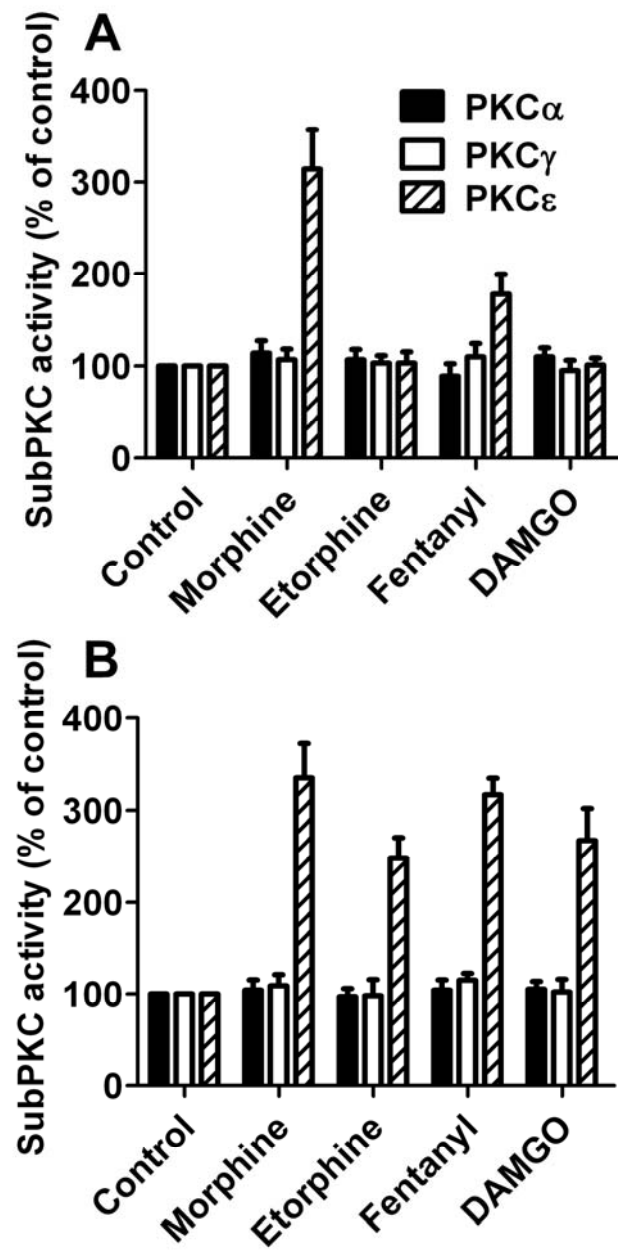 A
SubPKC activity (% of control)
400
300
200
100
0
PKCα
PKCγ
PKCε
Control
Morphine
Etorphine
Fentanyl
DAMGO
B
SubPKC activity (% of control)
400
300
200
100
0
Control
Morphine
Etorphine
Fentanyl
DAMGO